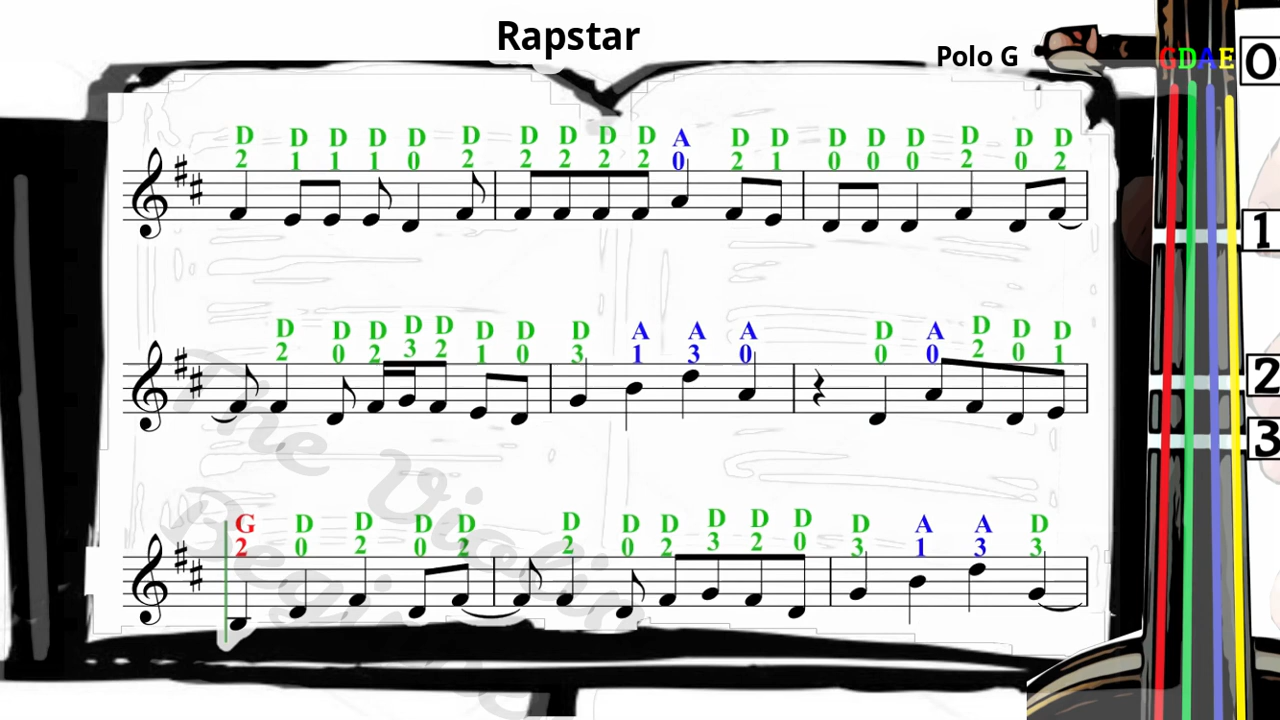 Rapstar
Polo G
G D A E
0
D D D D D D D D D D A D D D D D D D D
2 1 1 1 0 2 2 2 2 2 0 2 1 0 0 0 2 0 2
1
D D D D D D D D A A A D A D D D
2 0 2 3 2 1 0 3 1 3 0 0 0 2 0 1
2
3
The Violin
G D D D D D D D D D D D A A D
2 0 2 0 2 2 0 2 3 2 0 3 1 3 3